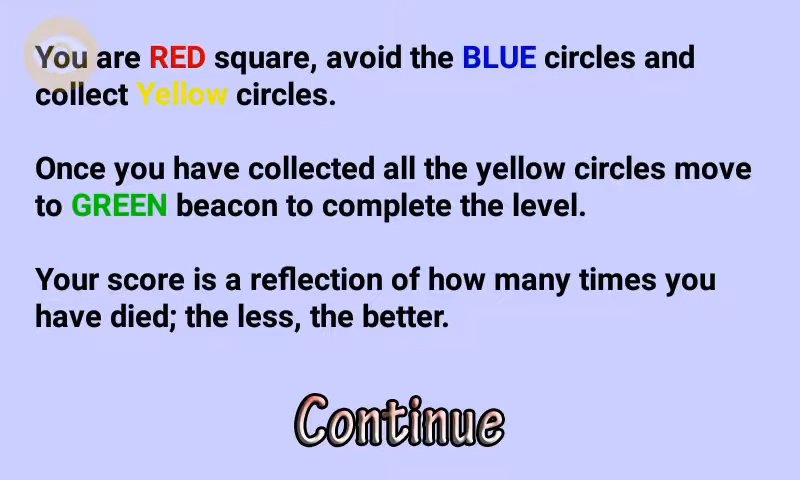 You are RED square, avoid the BLUE circles and
collect Yellow circles.
Once you have collected all the yellow circles move
to GREEN beacon to complete the level.
Your score is a reflection of how many times you
have died; the less, the better.
Continue